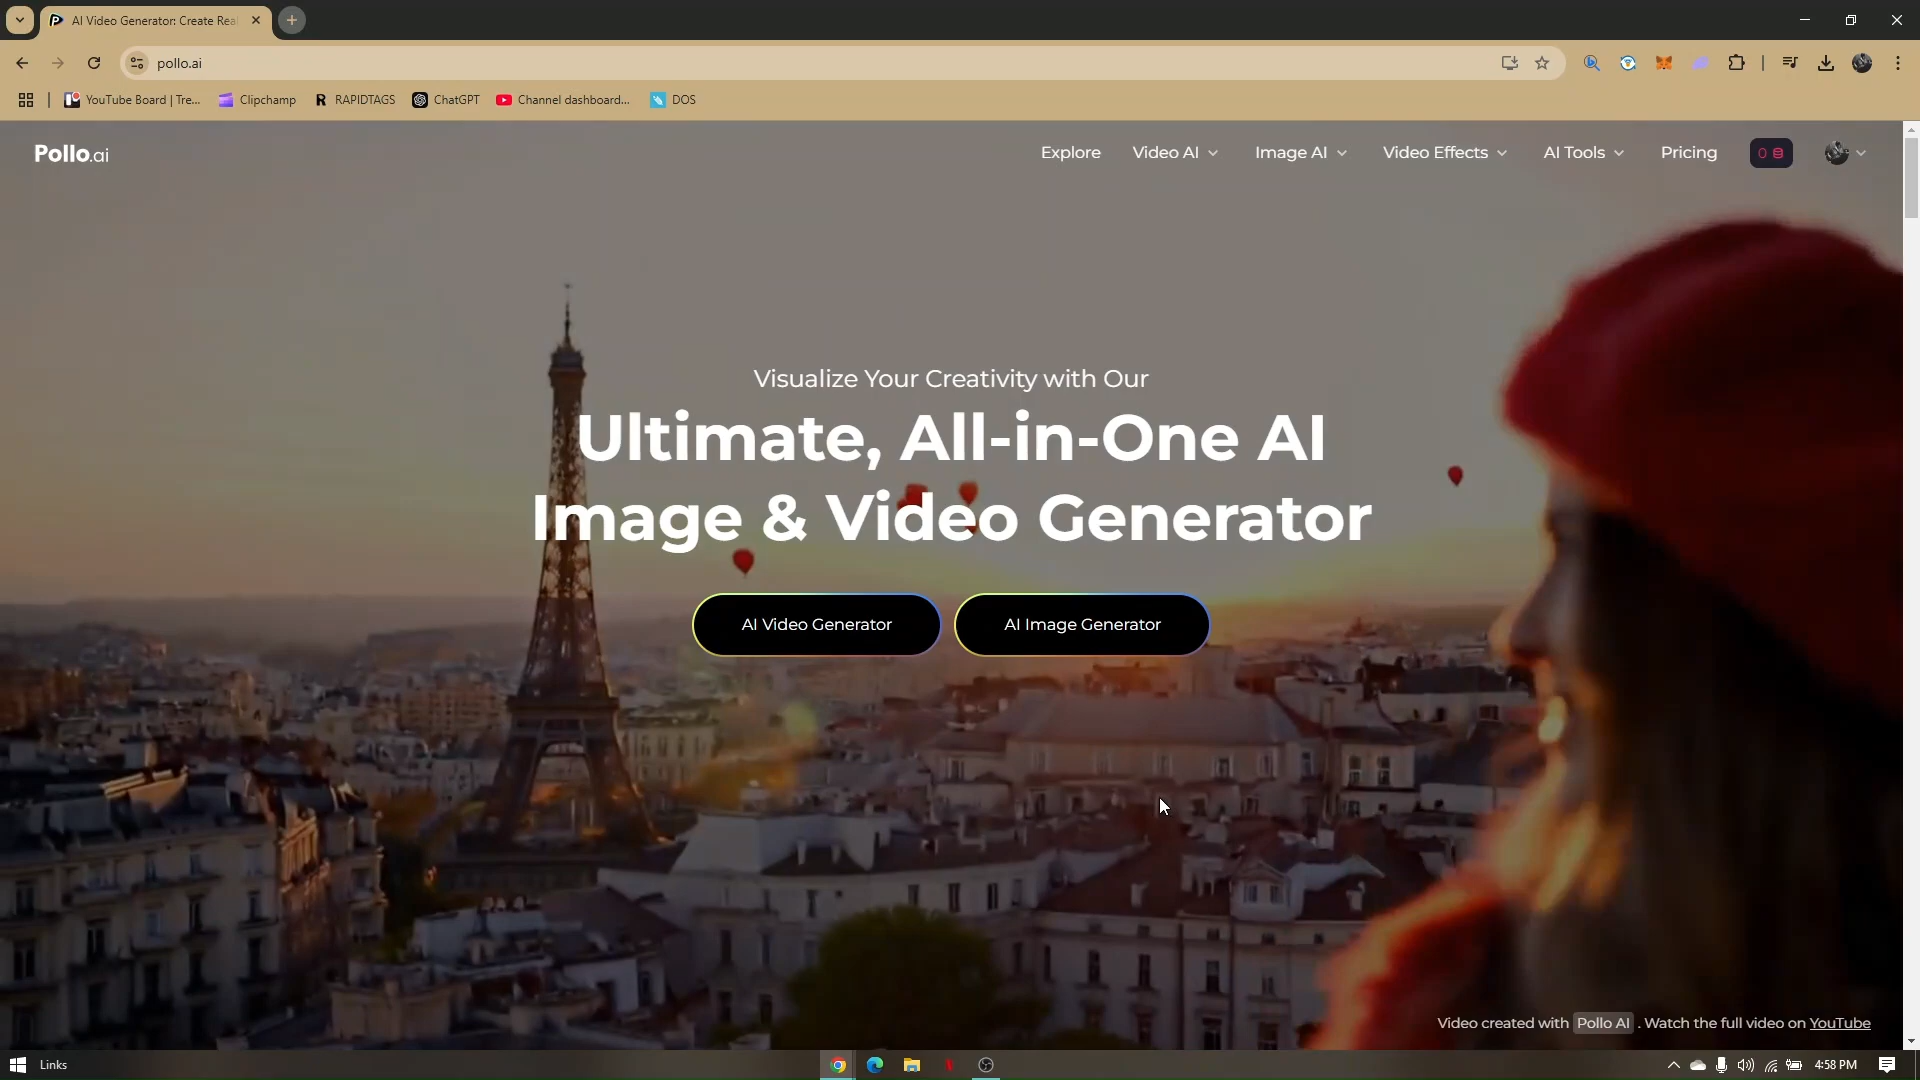 AI Video Generator: Create Rea
pollo.ai
YouTube Board | Tre...
Clipchamp
RAPIDTAGS
ChatGPT
Channel dashboard...
DOS
Pollo.ai
Explore
Video AI
Image AI
Video Effects
AI Tools
Pricing
0
Visualize Your Creativity with Our
Ultimate, All-in-One AI
Image & Video Generator
AI Video Generator
AI Image Generator
Video created with Pollo AI . Watch the full video on YouTube
Links
4:58 PM